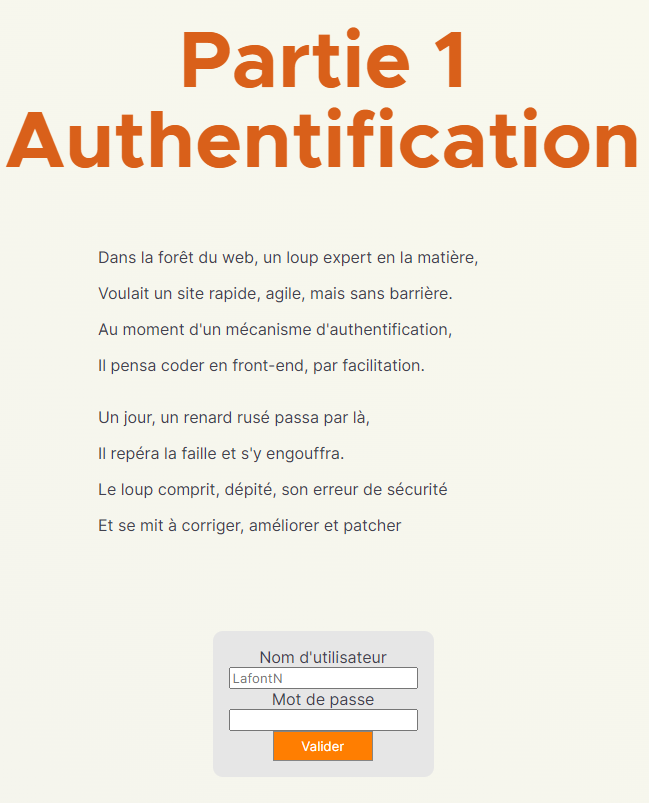 Partie 1
Authentification
Dans la forêt du web, un loup expert en la matière,
Voulait un site rapide, agile, mais sans barrière.
Au moment d'un mécanisme d'authentification,
Il pensa coder en front-end, par facilitation.
Un jour, un renard rusé passa par là,
Il repéra la faille et s'y engouffra.
Le loup comprit, dépité, son erreur de sécurité
Et se mit à corriger, améliorer et patcher
Nom d'utilisateur
LafontN
Mot de passe
Valider